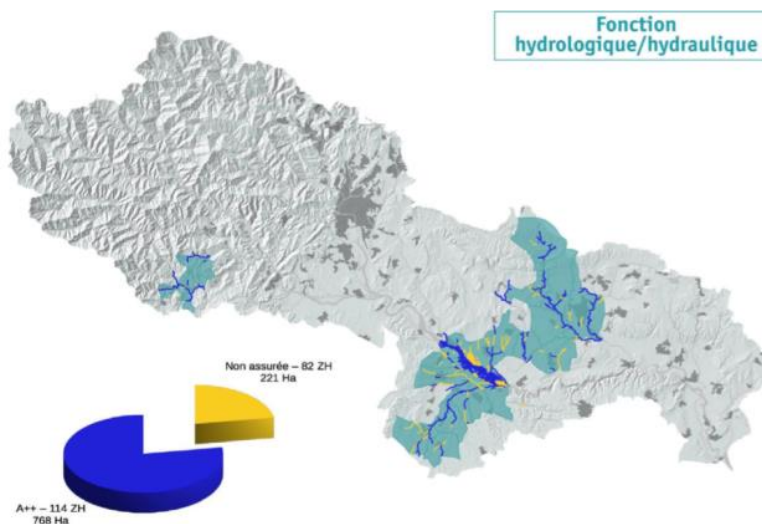 Fonction
hydrologique/hydraulique
Non assurée – 82 ZH
221 Ha
A++ – 114 ZH
768 Ha